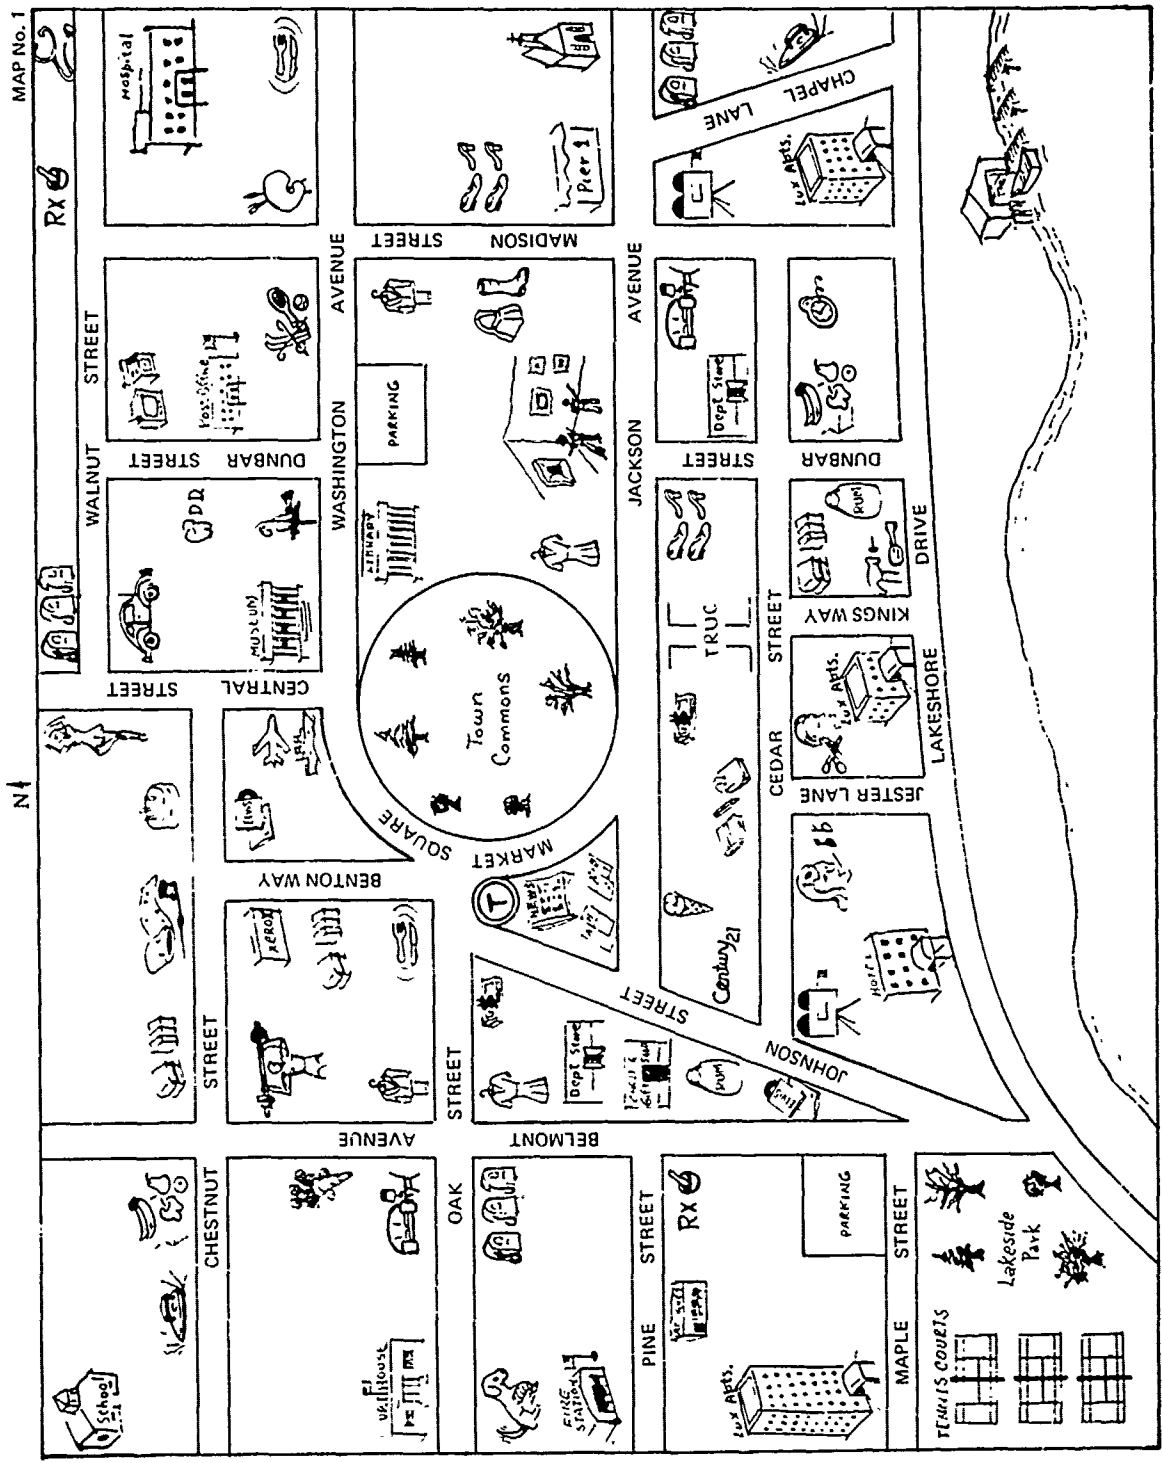 MAP No. 1
N
Hospital
RX
WALNUT STREET
Post Office
DUNBAR STREET
DD
MUSEUM
CENTRAL STREET
WASHINGTON AVENUE
MADISON STREET
Pier 1
PARKING
LIBRARY
Town
Commons
MARKET SQUARE
BENTON WAY
XEROX
T
NEWS
CHAPEL LANE
Lux Apts.
JACKSON AVENUE
Dept Store
DUNBAR STREET
TRUC
CEDAR STREET
Century 21
RUM
KINGS WAY
Lux Apts.
JESTER LANE
LAKESHORE DRIVE
HOTEL
JOHNSON STREET
Dept Store
RUM
BELMONT AVENUE
CHESTNUT STREET
School
OAK STREET
FIRE
STATION
PINE STREET
RX
PARKING
Lux Apts.
MAPLE STREET
Lakeside
Park
TENNIS COURTS